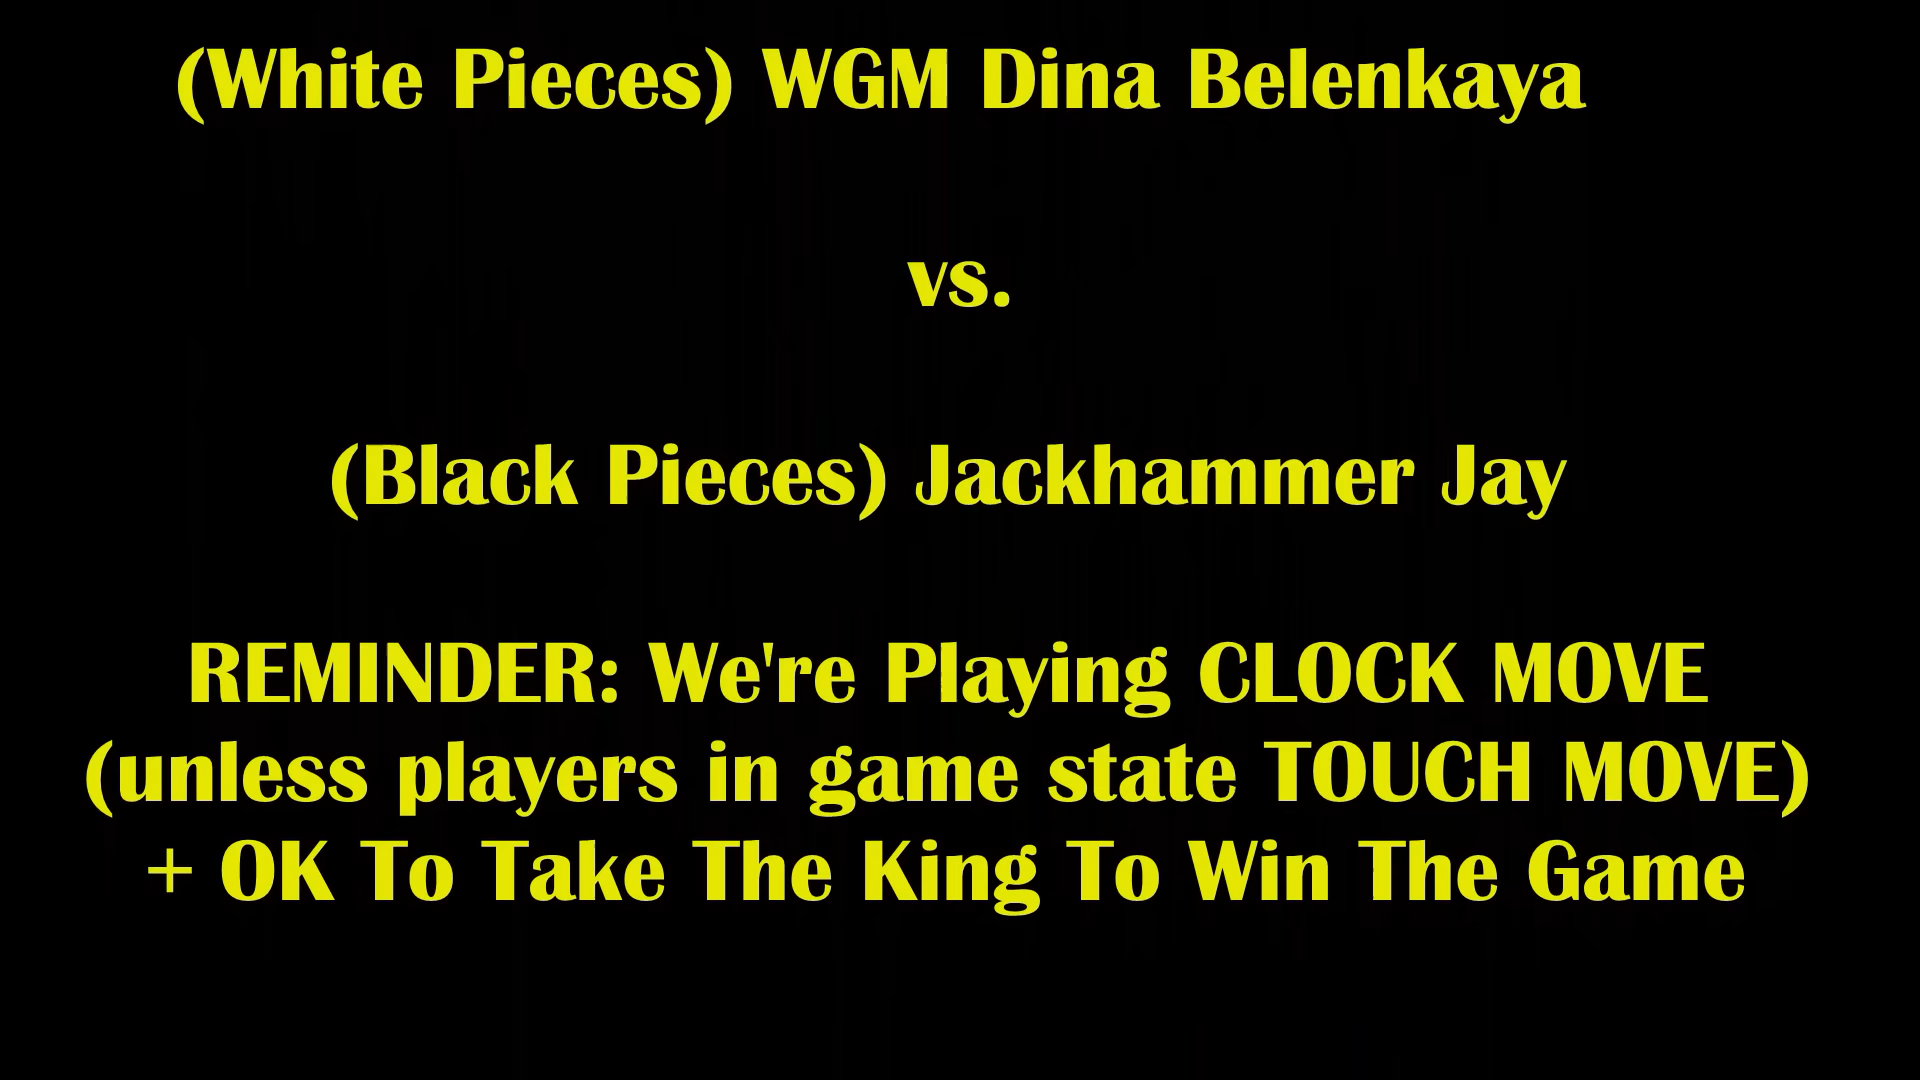 (White Pieces) WGM Dina Belenkaya
vs.
(Black Pieces) Jackhammer Jay
REMINDER: We're Playing CLOCK MOVE
(unless players in game state TOUCH MOVE)
+ OK To Take The King To Win The Game